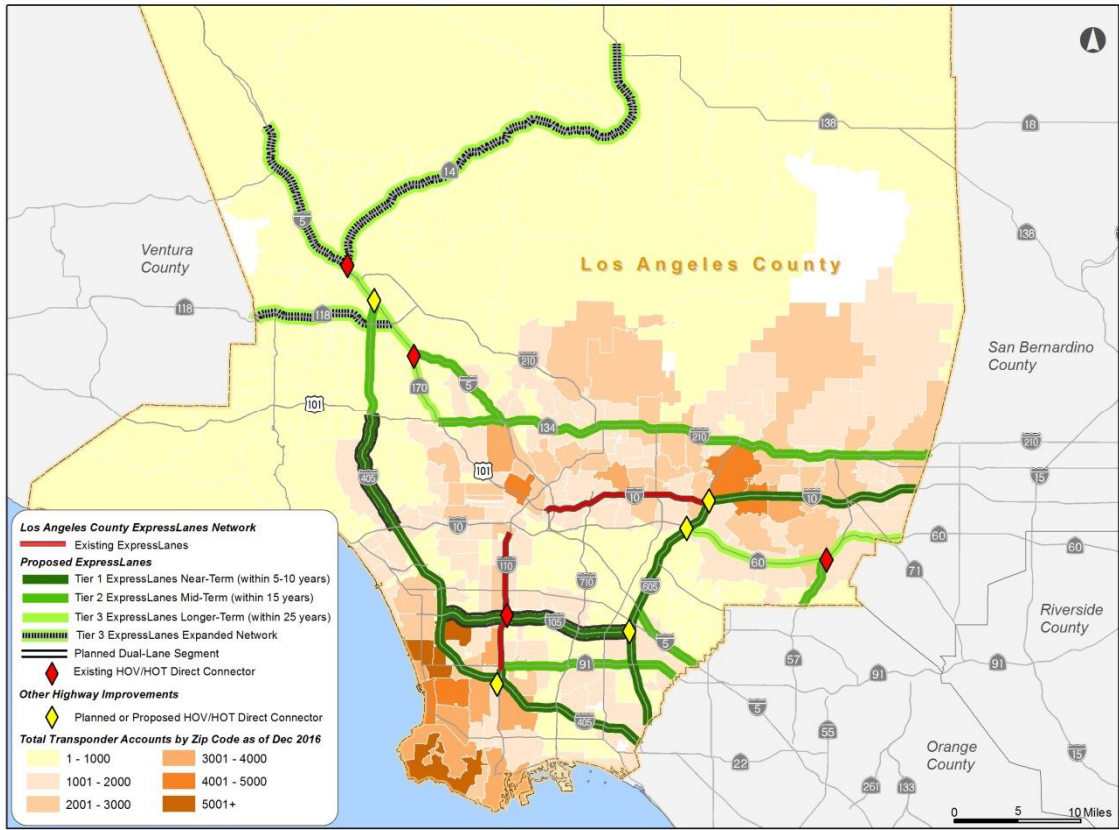 138
18
14
5
138
Ventura County
Los Angeles County
118
118
San Bernardino County
210
5
170
101
134
210
210
15
101
405
10
10
10
60
60
110
60
710
605
71
105
Riverside County
5
91
57
91
91
405
5
55
15
22
Orange County
261
133
Los Angeles County ExpressLanes Network
Existing ExpressLanes
Proposed ExpressLanes
Tier 1 ExpressLanes Near-Term (within 5-10 years)
Tier 2 ExpressLanes Mid-Term (within 15 years)
Tier 3 ExpressLanes Longer-Term (within 25 years)
Tier 3 ExpressLanes Expanded Network
Planned Dual-Lane Segment
Existing HOV/HOT Direct Connector
Other Highway Improvements
Planned or Proposed HOV/HOT Direct Connector
Total Transponder Accounts by Zip Code as of Dec 2016
1 - 1000
3001 - 4000
1001 - 2000
4001 - 5000
2001 - 3000
5001+
0 5 10 Miles